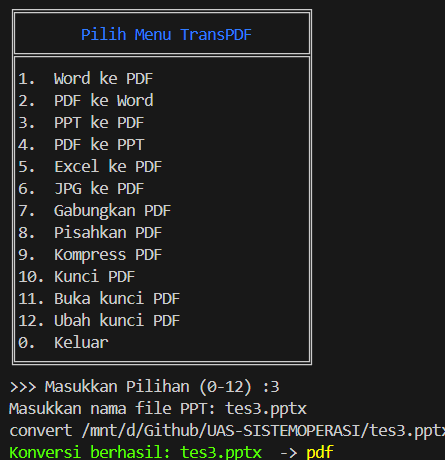 Pilih Menu TransPDF
1. Word ke PDF
2. PDF ke Word
3. PPT ke PDF
4. PDF ke PPT
5. Excel ke PDF
6. JPG ke PDF
7. Gabungkan PDF
8. Pisahkan PDF
9. Kompress PDF
10. Kunci PDF
11. Buka kunci PDF
12. Ubah kunci PDF
0. Keluar
>>> Masukkan Pilihan (0-12) :3
Masukkan nama file PPT: tes3.pptx
convert /mnt/d/Github/UAS-SISTEMOPERASI/tes3.ppt
Konversi berhasil: tes3.pptx -> pdf